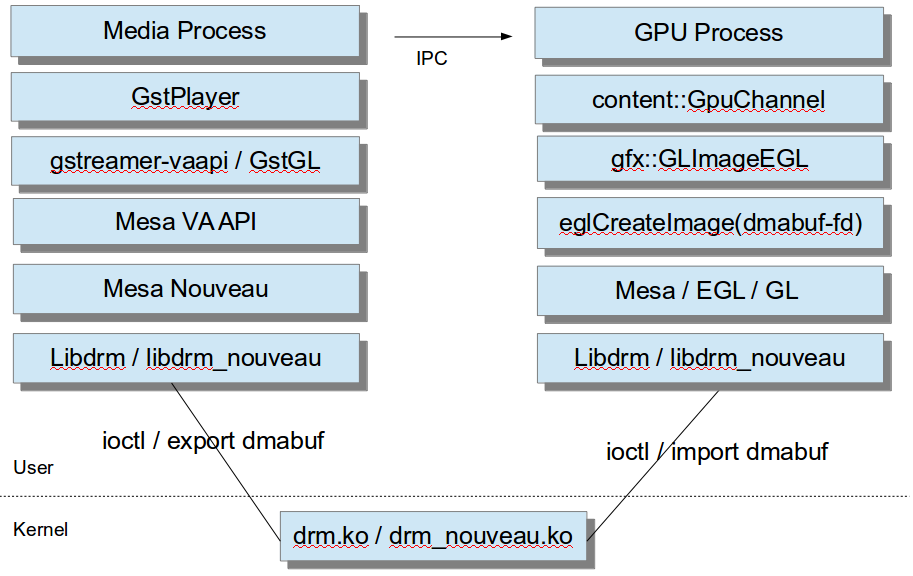 Media Process
IPC
GPU Process
GstPlayer
content::GpuChannel
gstreamer-vaapi / GstGL
gfx::GLImageEGL
Mesa VA API
eglCreateImage(dmabuf-fd)
Mesa Nouveau
Mesa / EGL / GL
Libdrm / libdrm_nouveau
Libdrm / libdrm_nouveau
ioctl / export dmabuf
ioctl / import dmabuf
User
Kernel
drm.ko / drm_nouveau.ko